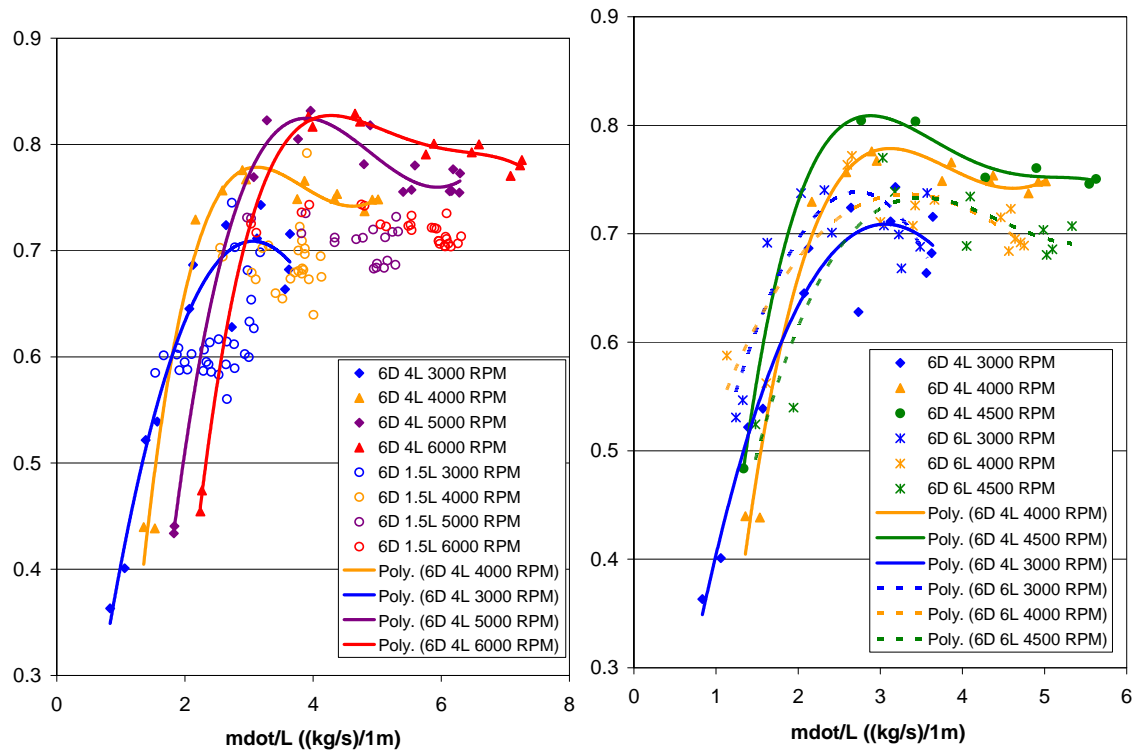 0.9
0.8
0.7
0.6
0.5
0.4
0.3
0
2
4
6
8
mdot/L ((kg/s)/1m)
6D 4L 3000 RPM
6D 4L 4000 RPM
6D 4L 5000 RPM
6D 4L 6000 RPM
6D 1.5L 3000 RPM
6D 1.5L 4000 RPM
6D 1.5L 5000 RPM
6D 1.5L 6000 RPM
Poly. (6D 4L 4000 RPM)
Poly. (6D 4L 3000 RPM)
Poly. (6D 4L 5000 RPM)
Poly. (6D 4L 6000 RPM)
0.9
0.8
0.7
0.6
0.5
0.4
0.3
0
1
2
3
4
5
6
mdot/L ((kg/s)/1m)
6D 4L 3000 RPM
6D 4L 4000 RPM
6D 4L 4500 RPM
6D 6L 3000 RPM
6D 6L 4000 RPM
6D 6L 4500 RPM
Poly. (6D 4L 4000 RPM)
Poly. (6D 4L 4500 RPM)
Poly. (6D 4L 3000 RPM)
Poly. (6D 6L 3000 RPM)
Poly. (6D 6L 4000 RPM)
Poly. (6D 6L 4500 RPM)